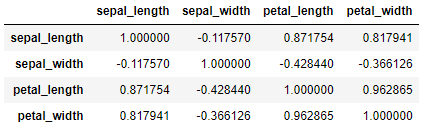 sepal_length sepal_width petal_length petal_width
sepal_length 1.000000 -0.117570 0.871754 0.817941
sepal_width -0.117570 1.000000 -0.428440 -0.366126
petal_length 0.871754 -0.428440 1.000000 0.962865
petal_width 0.817941 -0.366126 0.962865 1.000000